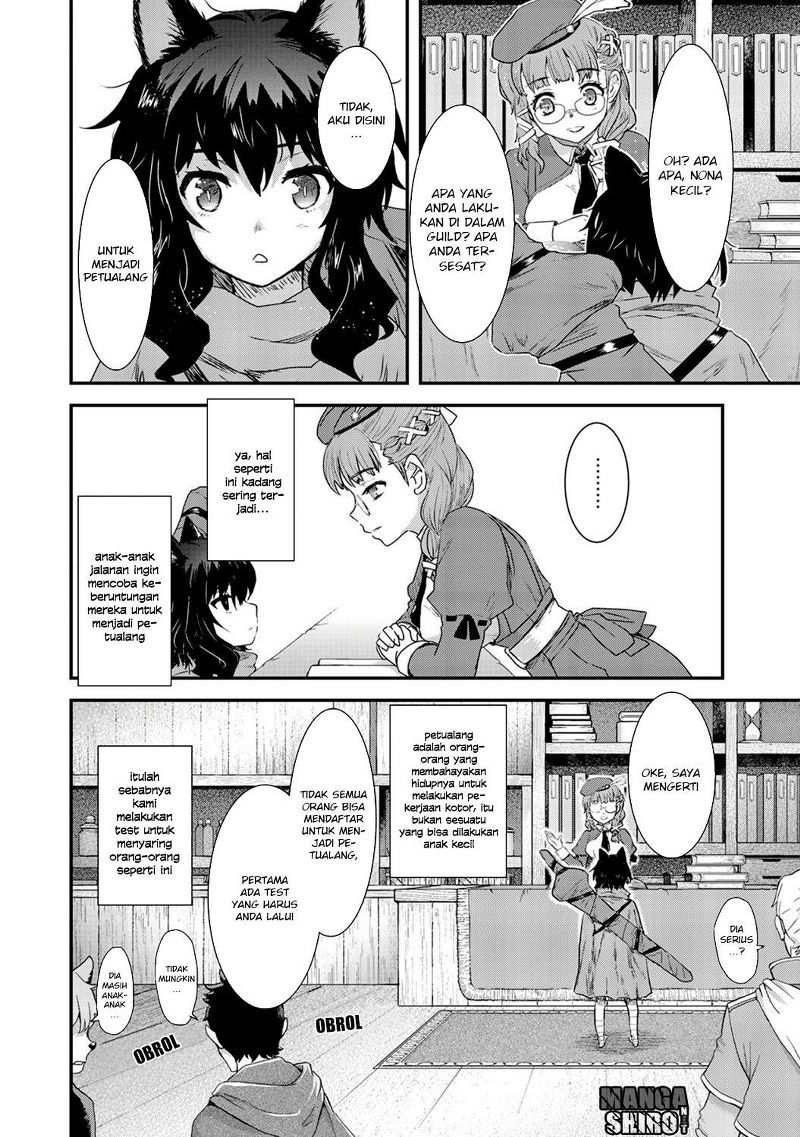 OH? ADA
APA, NONA
KECIL?
APA YANG
ANDA LAKU-
KAN DI DALAM
GUILD? APA
ANDA TER-
SESAT?
TIDAK,
AKU DISINI
...
UNTUK
MENJADI
PETUALANG
.........
ya, hal
seperti
ini kadang
sering ter-
jadi...
anak-anak
jalanan ingin
mencoba ke-
beruntungan
mereka untuk
menjadi pe-
tualang
OKE, SAYA
MENGERTI
petualang
adalah orang-
orang yang
membahayakan
hidupnya untuk
melakukan pe-
kerjaan kotor, itu
bukan sesuatu
yang bisa dilakukan
anak kecil
TIDAK SEMUA
ORANG BISA
MENDAFTAR
UNTUK MEN-
JADI PE-
TUALANG,
PERTAMA
ADA TEST
YANG HARUS
ANDA LALUI
itulah
sebabnya
kami
melakukan
test untuk
menyaring
orang-orang
seperti ini
DIA
SERIUS
...?
TIDAK
MUNGKIN
...
DIA
MASIH
ANAK-
ANAK
...
OBROL
OBROL
MANGA
SHIRO
.NET